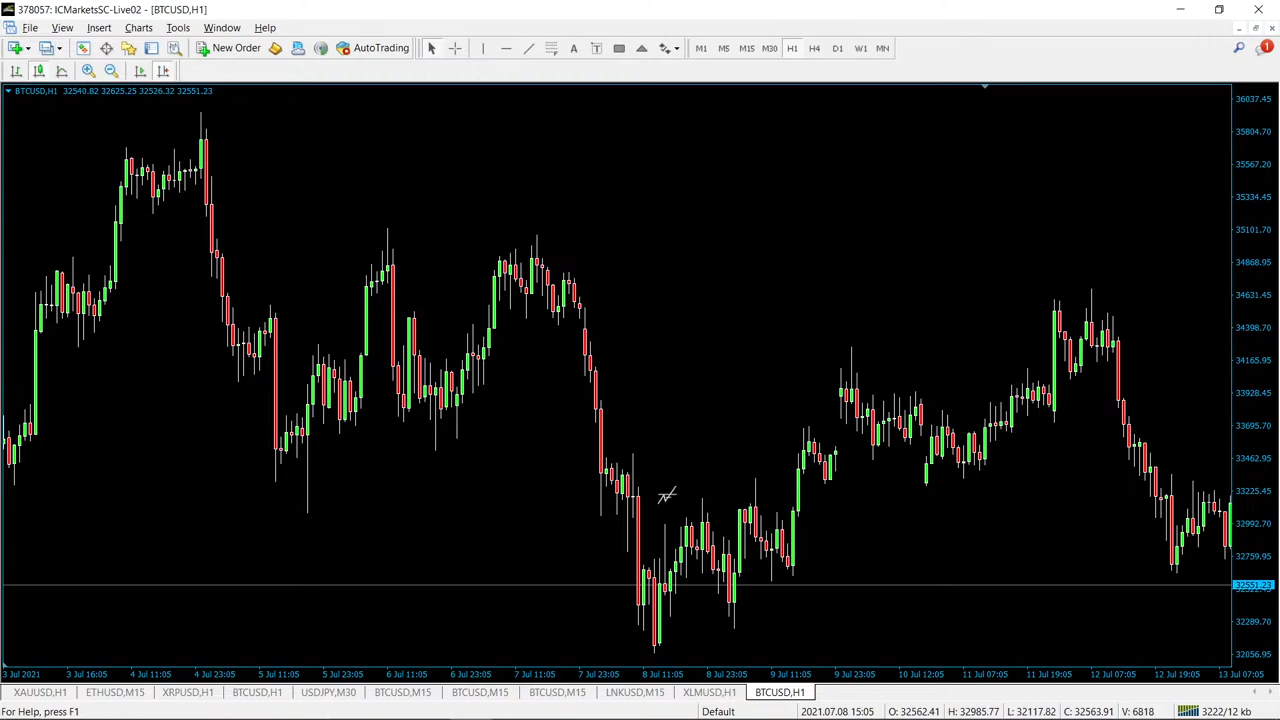 378057: ICMarketsSC-Live02 - [BTCUSD,H1]
File View Insert Charts Tools Window Help
New Order AutoTrading A T M1 M5 M15 M30 H1 H4 D1 W1 MN 1
BTCUSD,H1 32540.82 32625.25 32526.32 32551.23
36037.45
35804.70
35567.20
35334.45
35101.70
34868.95
34631.45
34398.70
34165.95
33928.45
33695.70
33462.95
33225.45
32992.70
32759.95
32551.23
32289.70
32056.95
3 Jul 2021 3 Jul 16:05 4 Jul 11:05 4 Jul 23:05 5 Jul 11:05 5 Jul 23:05 6 Jul 11:05 6 Jul 23:05 7 Jul 11:05 7 Jul 23:05 8 Jul 11:05 8 Jul 23:05 9 Jul 11:05 9 Jul 23:05 10 Jul 12:05 11 Jul 07:05 11 Jul 19:05 12 Jul 07:05 12 Jul 19:05 13 Jul 07:05
XAUUSD,H1 ETHUSD,M15 XRPUSD,H1 BTCUSD,H1 USDJPY,M30 BTCUSD,M15 BTCUSD,M15 BTCUSD,M15 LNKUSD,M15 XLMUSD,H1 BTCUSD,H1
For Help, press F1 Default 2021.07.08 15:05 O: 32562.41 H: 32985.77 L: 32117.82 C: 32563.91 V: 6818 3222/12 kb